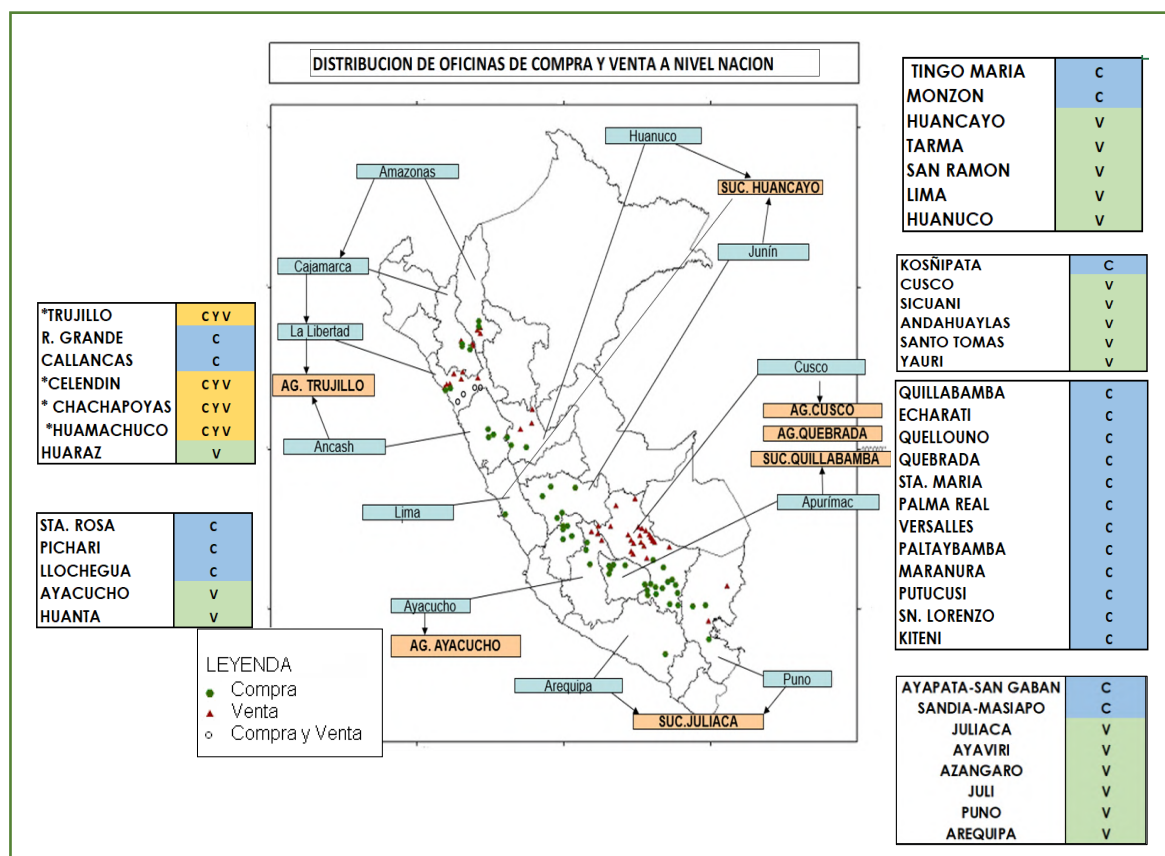 DISTRIBUCION DE OFICINAS DE COMPRA Y VENTA A NIVEL NACION
Huanuco
Amazonas
SUC. HUANCAYO
Junín
Cajamarca
La Libertad
AG. TRUJILLO
Cusco
AG.CUSCO
AG.QUEBRADA
SUC.QUILLABAMBA
Ancash
Apurímac
Lima
Ayacucho
AG. AYACUCHO
Puno
Arequipa
SUC.JULIACA
LEYENDA
Compra
Venta
Compra y Venta
*TRUJILLO C Y V
R. GRANDE C
CALLANCAS C
*CELENDIN C Y V
* CHACHAPOYAS C Y V
*HUAMACHUCO C Y V
HUARAZ V
STA. ROSA C
PICHARI C
LLOCHEGUA C
AYACUCHO V
HUANTA V
TINGO MARIA C
MONZON C
HUANCAYO V
TARMA V
SAN RAMON V
LIMA V
HUANUCO V
KOSÑIPATA C
CUSCO V
SICUANI V
ANDAHUAYLAS V
SANTO TOMAS V
YAURI V
QUILLABAMBA C
ECHARATI C
QUELLOUNO C
QUEBRADA C
STA. MARIA C
PALMA REAL C
VERSALLES C
PALTAYBAMBA C
MARANURA C
PUTUCUSI C
SN. LORENZO C
KITENI C
AYAPATA-SAN GABAN C
SANDIA-MASIAPO C
JULIACA V
AYAVIRI V
AZANGARO V
JULI V
PUNO V
AREQUIPA V